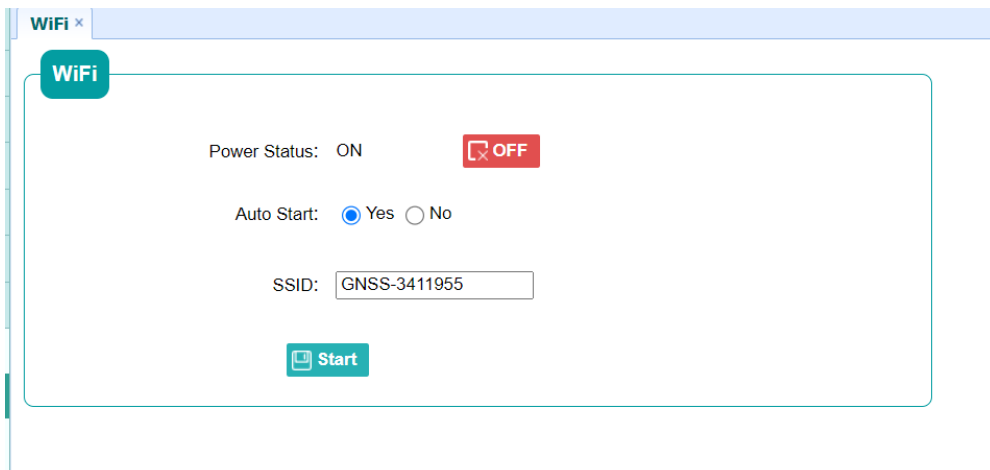 WiFi ×
WiFi
Power Status: ON OFF
Auto Start: Yes No
SSID: GNSS-3411955
Start